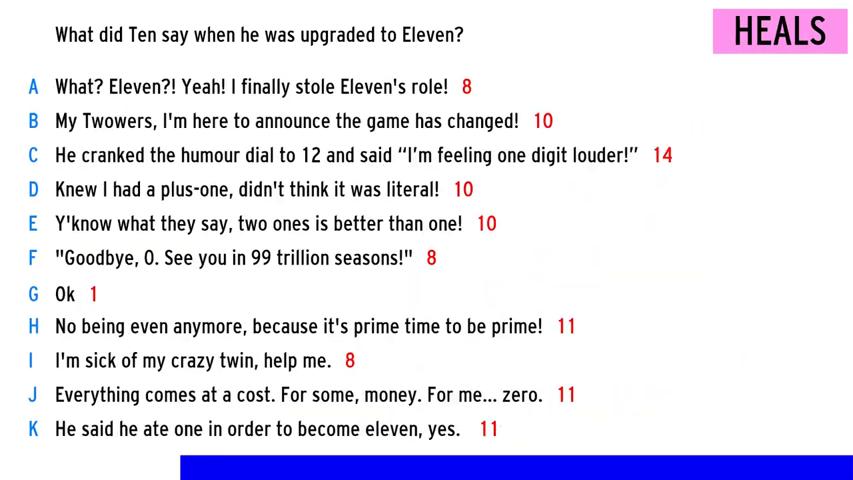 What did Ten say when he was upgraded to Eleven?
HEALS
A What? Eleven?! Yeah! I finally stole Eleven's role! 8
B My Twowers, I'm here to announce the game has changed! 10
C He cranked the humour dial to 12 and said “I’m feeling one digit louder!” 14
D Knew I had a plus-one, didn't think it was literal! 10
E Y'know what they say, two ones is better than one! 10
F "Goodbye, 0. See you in 99 trillion seasons!" 8
G Ok 1
H No being even anymore, because it's prime time to be prime! 11
I I'm sick of my crazy twin, help me. 8
J Everything comes at a cost. For some, money. For me... zero. 11
K He said he ate one in order to become eleven, yes. 11